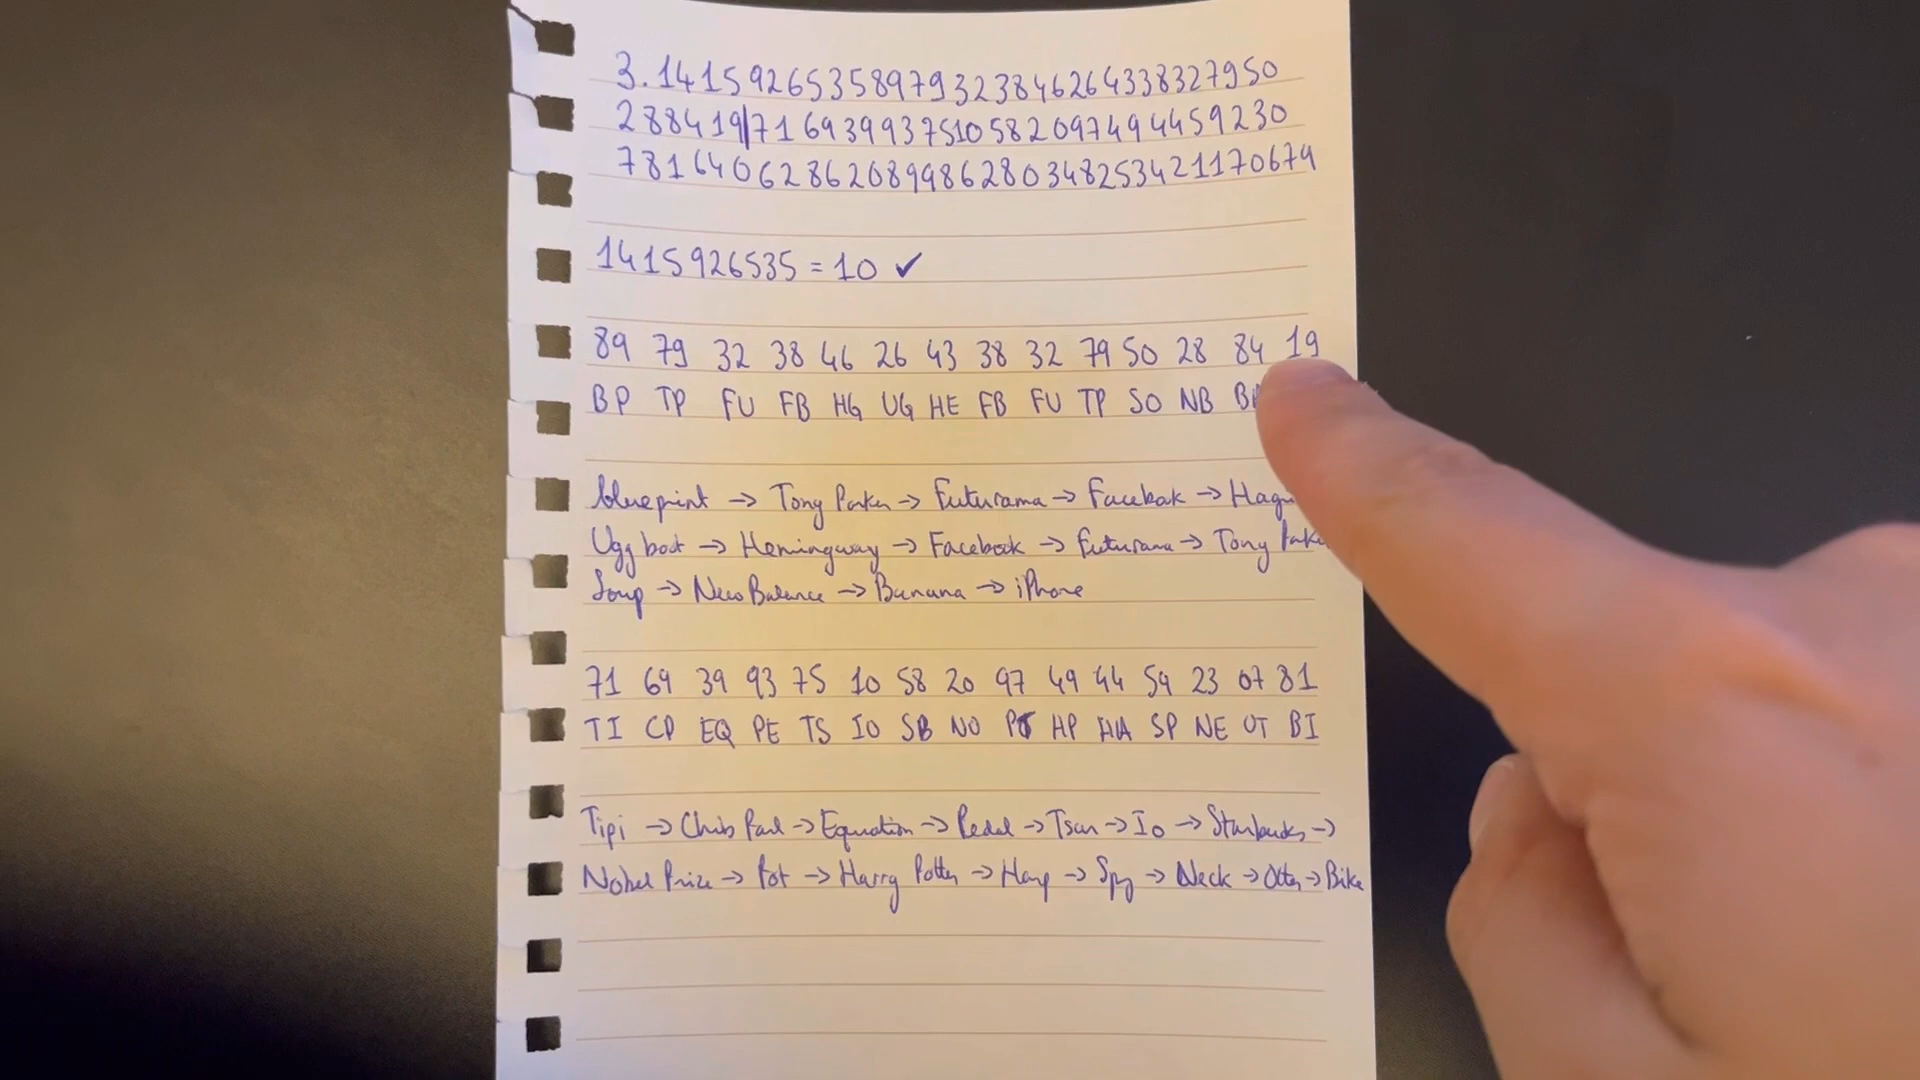 3.14159265358979323846264338327950
288419|716939937510582097494459230
78164062862089986280348253421170679
1415926535 = 10 ✓
89 79 32 38 46 26 43 38 32 79 50 28 84 19
BP TP FU FB HG UG HE FB FU TP SO NB
blueprint → Tony Parker → Futurama → Facebook →
Ugg boot → Hemingway → Facebook → Futurama → Tony
Soup → New Balance → Banana → iPhone
71 69 39 93 75 10 58 20 97 49 44 59 23 07 81
TI CP EQ PE TS IO SB NO PT HP HA SP NE OT BI
Tipi → Chris Paul → Equation → Pedal → Tsar → Io → Starbucks →
Nobel Prize → Pot → Harry Potter → Harp → Spy → Neck → Otter → Bike